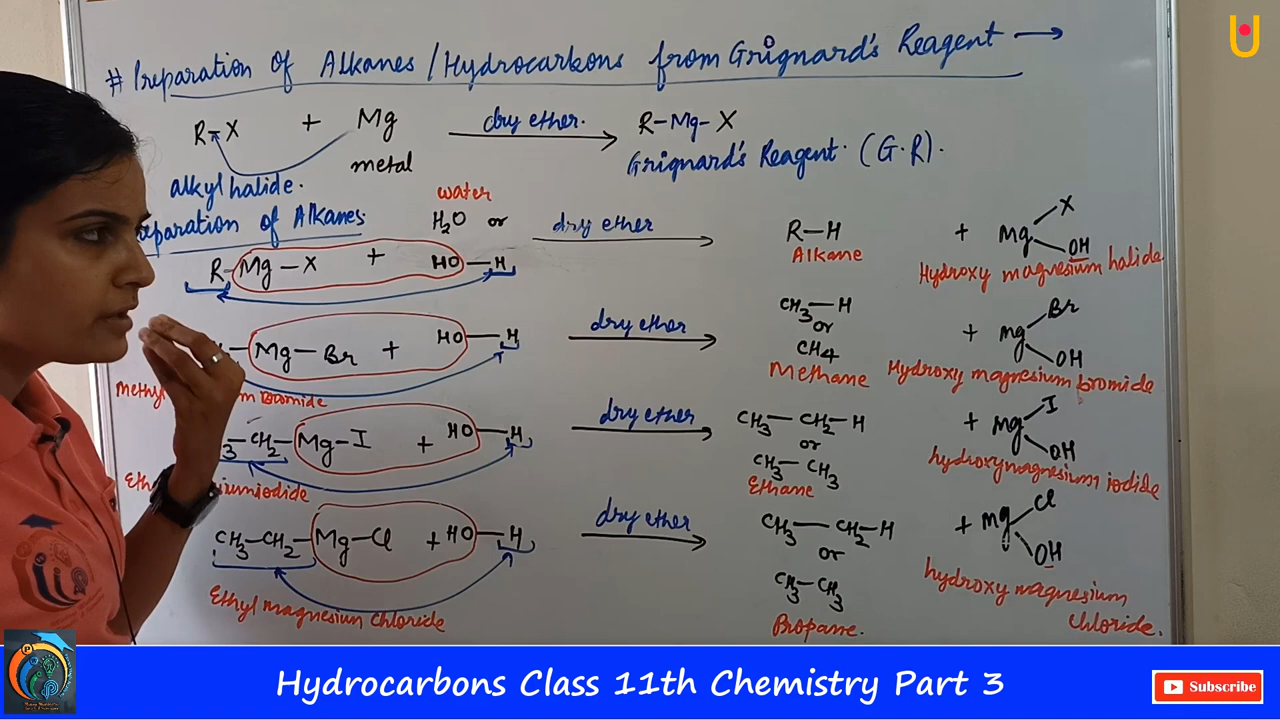 # Preparation of Alkanes/Hydrocarbons from Grignard's Reagent →
R-X + Mg dry ether. R-Mg-X
metal Grignard's Reagent. (G.R).
alkyl halide.
water
Preparation of Alkanes
H2O or dry ether R-H + Mg X OH
Alkane Hydroxy magnesium halide
R-Mg-X + HO-H
Mg-Br + HO-H dry ether CH3-H + Mg Br OH
or
CH4
Methane Hydroxy magnesium bromide
CH2-Mg-I + HO-H dry ether CH3-CH2-H + Mg I OH
or
CH3-CH3
Ethane hydroxymagnesium iodide
CH3-CH2-Mg-Cl + HO-H dry ether CH3-CH2-H + Mg Cl OH
or
CH3-CH3
Ethyl magnesium chloride Propane. hydroxy magnesium chloride.
Hydrocarbons Class 11th Chemistry Part 3
Subscribe